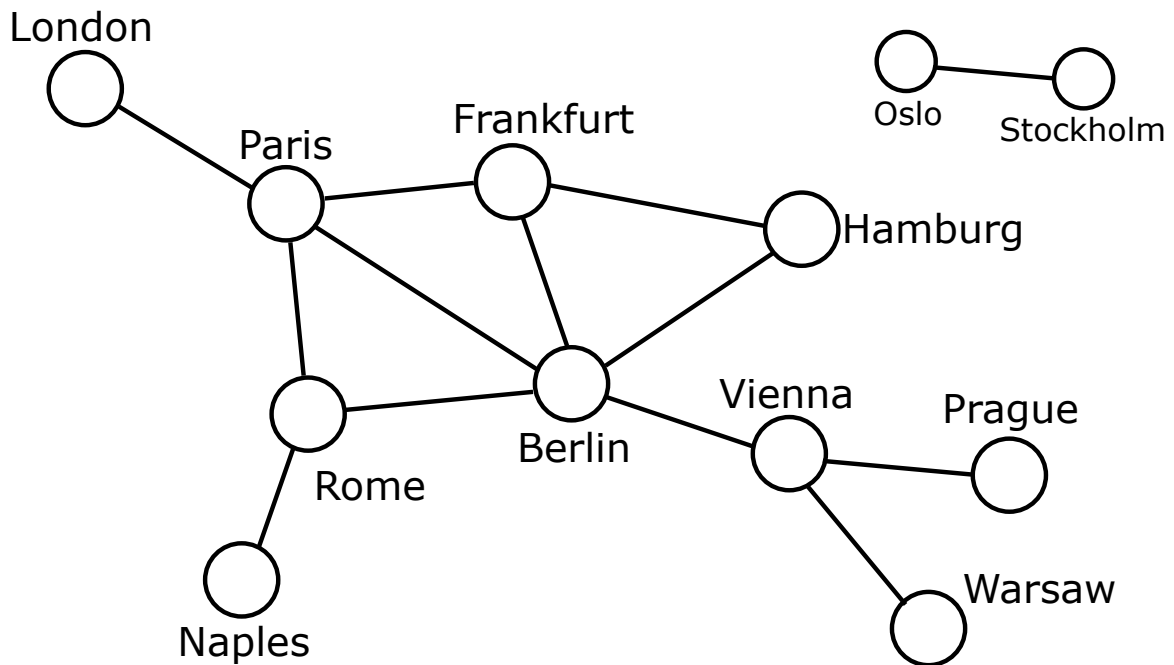 London
Oslo
Stockholm
Frankfurt
Paris
Hamburg
Vienna
Prague
Berlin
Rome
Warsaw
Naples